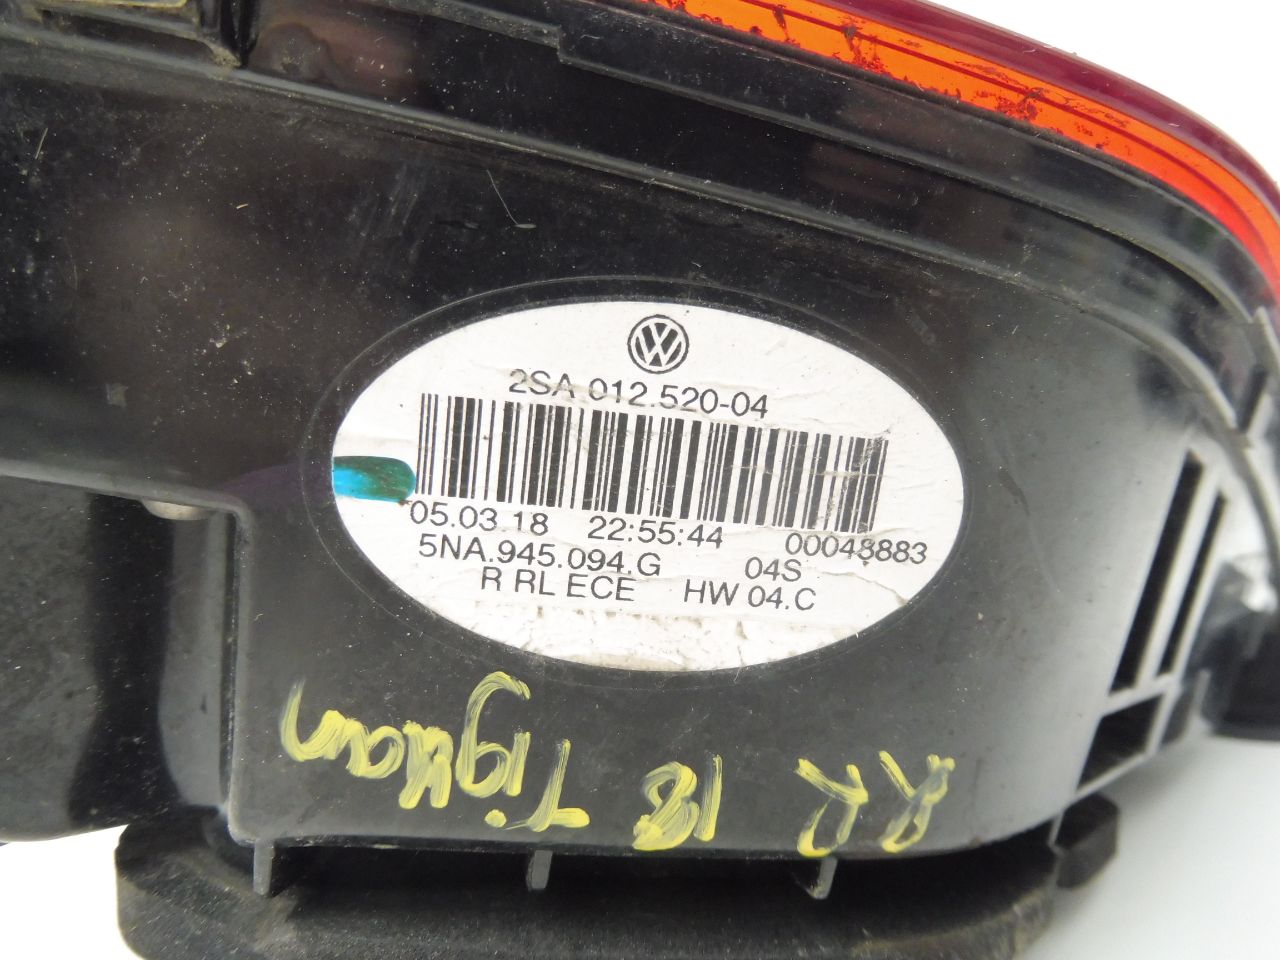 2SA 012.520-04
05.03.18 22:55:44 00048883
5NA.945.094.G 04S
R RL ECE HW 04.C
RR 18 Tiguan